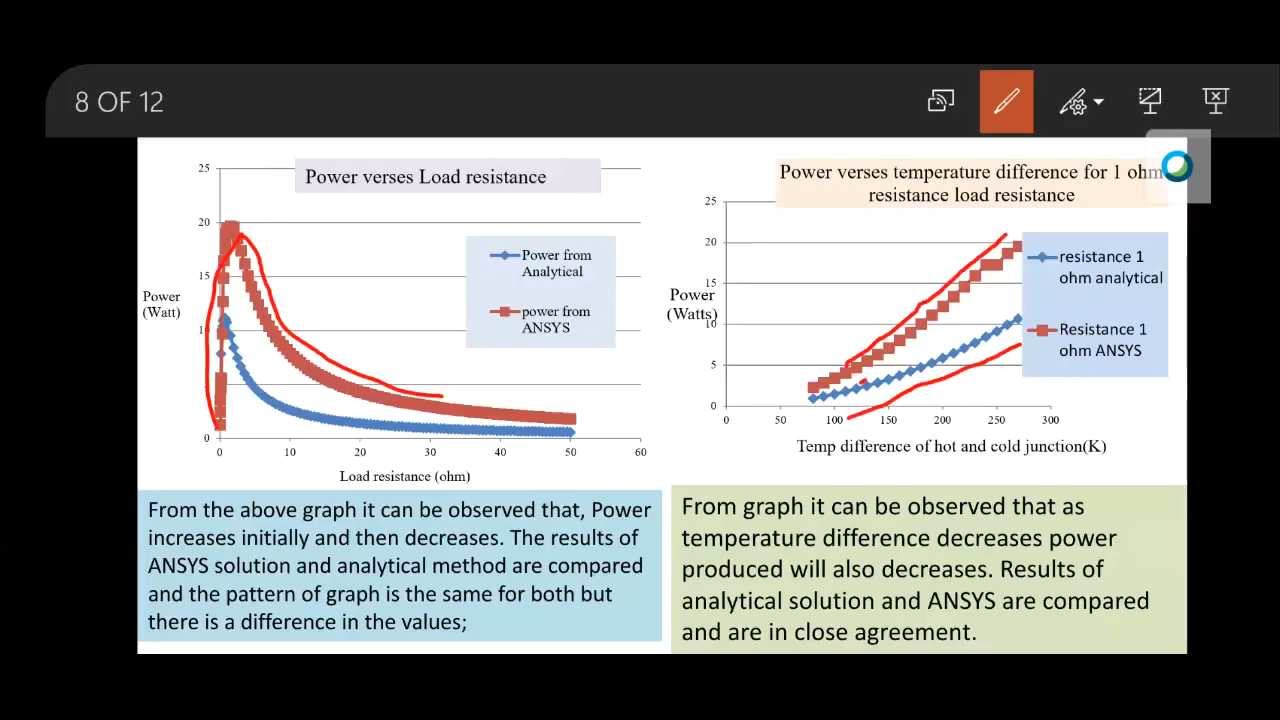 8 OF 12
Power verses Load resistance
25
20
15
10
5
0
Power
(Watt)
Power from
Analytical
power from
ANSYS
0 10 20 30 40 50 60
Load resistance (ohm)
Power verses temperature difference for 1 ohm
resistance load resistance
25
20
15
10
5
0
Power
(Watts)
resistance 1
ohm analytical
Resistance 1
ohm ANSYS
0 50 100 150 200 250 300
Temp difference of hot and cold junction(K)
From the above graph it can be observed that, Power
increases initially and then decreases. The results of
ANSYS solution and analytical method are compared
and the pattern of graph is the same for both but
there is a difference in the values;
From graph it can be observed that as
temperature difference decreases power
produced will also decreases. Results of
analytical solution and ANSYS are compared
and are in close agreement.